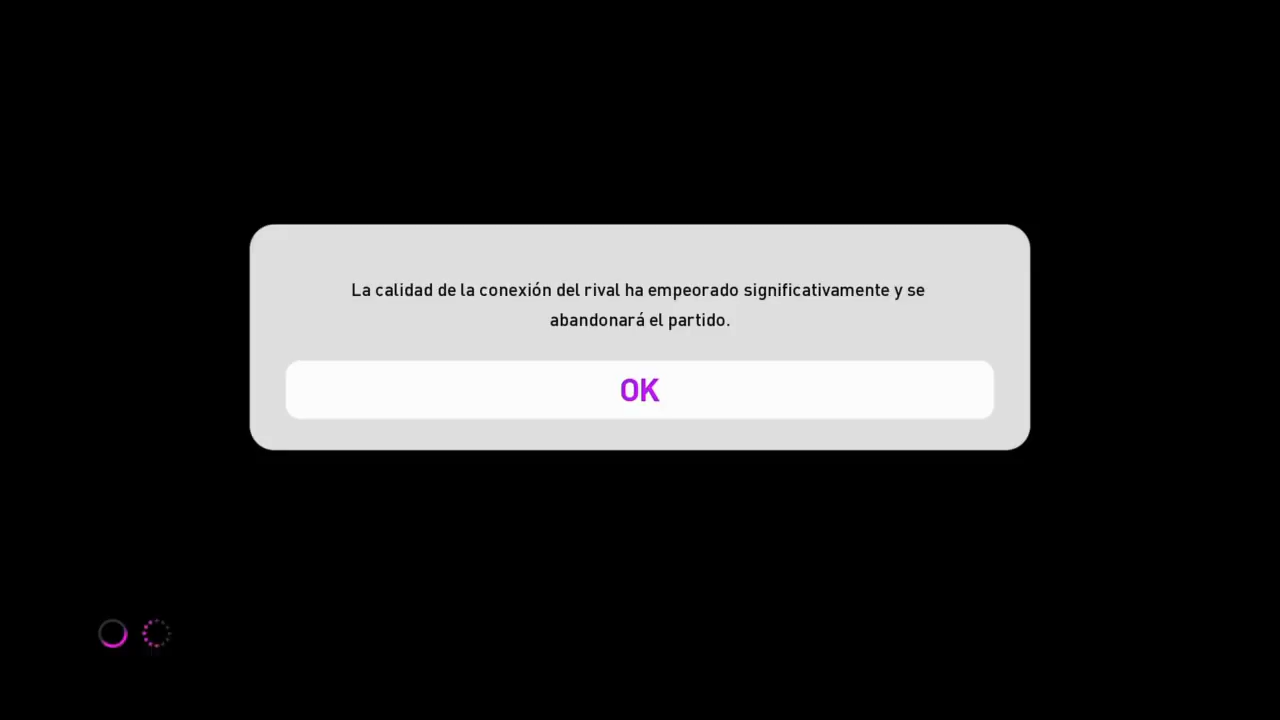 La calidad de la conexión del rival ha empeorado significativamente y se
abandonará el partido.
OK